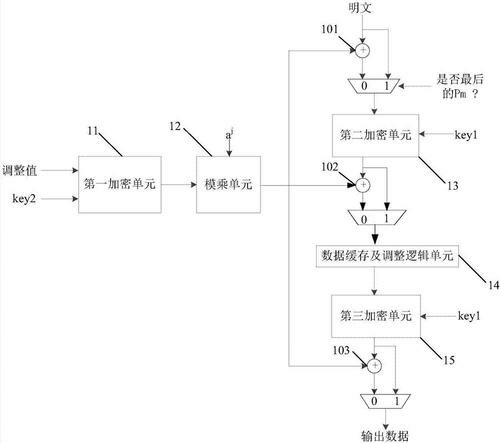 明文
101
+
0 1
是否最后
的Pm ?
11
12
aʲ
调整值
key2
第一加密单元
模乘单元
第二加密单元
key1
13
102
+
0 1
数据缓存及调整逻辑单元
14
第三加密单元
key1
15
103
+
0 1
输出数据